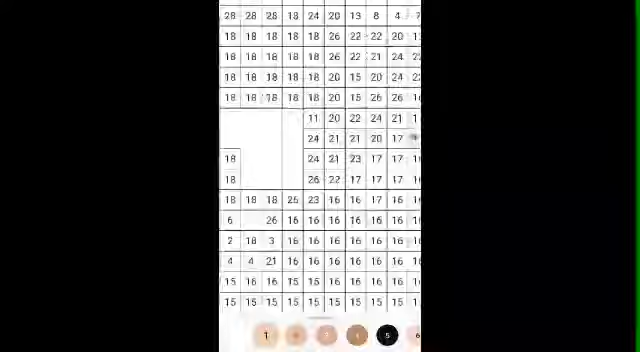 28 28 28 18 24 20 13 8 4
18 18 18 18 18 26 22 22 20
18 18 18 18 18 26 22 21 24
18 18 18 18 18 20 15 20 24
18 18 18 18 18 20 15 26 26
11 20 22 24 21
24 21 21 20 17
18 24 21 23 17 17
18 26 22 17 17 17
18 18 18 26 23 16 16 17 16
6 26 16 16 16 16 16 16
2 18 3 16 16 16 16 16 16
4 4 21 16 16 16 16 16 16
15 16 16 15 15 16 16 16 16
15 15 15 15 15 15 15 15 15
1 5 6